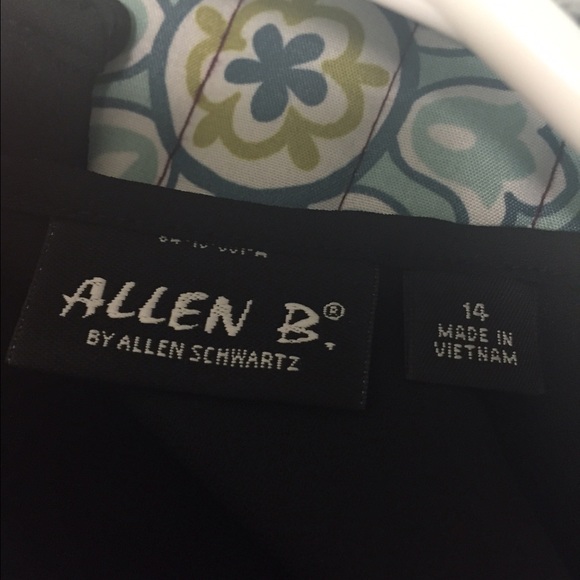 ALLEN B.®
BY ALLEN SCHWARTZ
14
MADE IN
VIETNAM